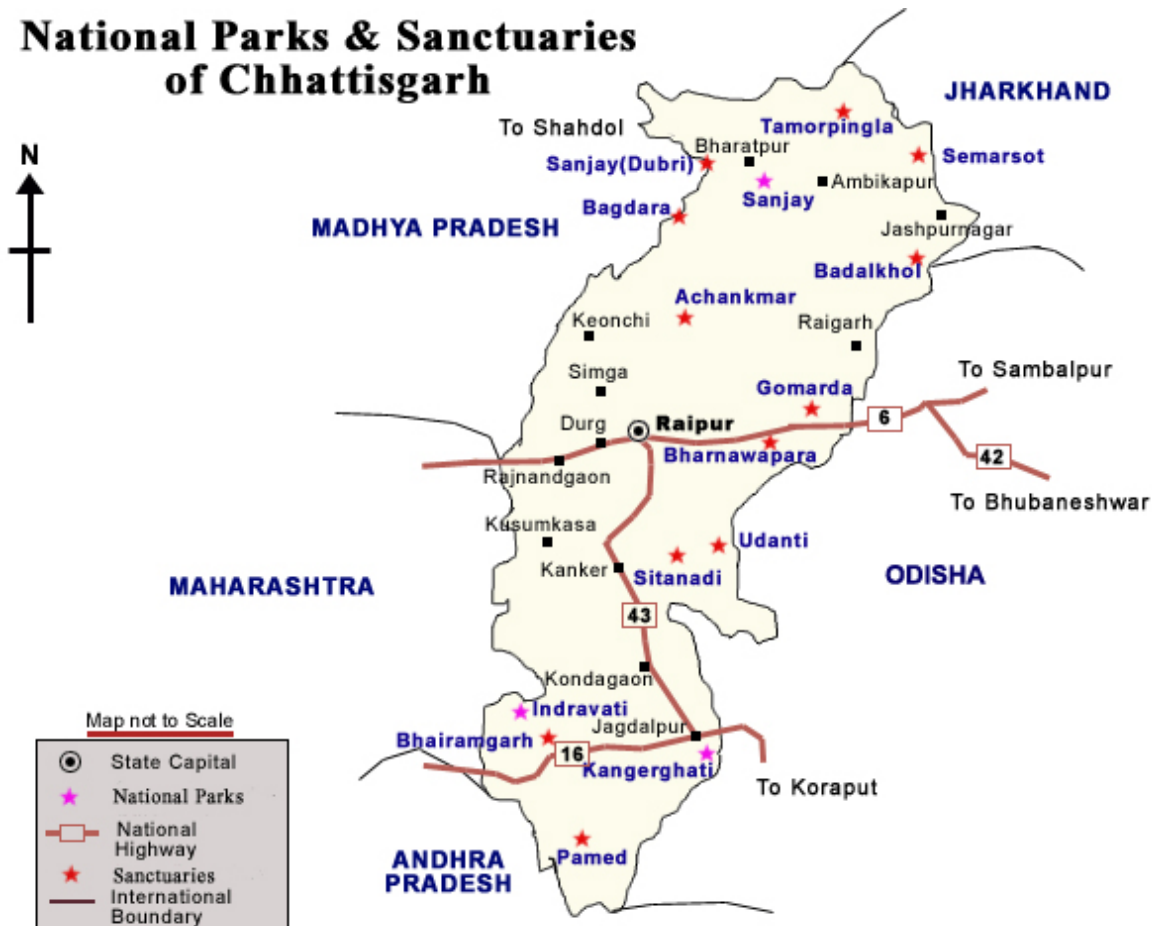 National Parks & Sanctuaries
of Chhattisgarh
JHARKHAND
To Shahdol
Tamorpingla
N
Bharatpur
Sanjay(Dubri)
Semarsot
Ambikapur
Sanjay
Bagdara
MADHYA PRADESH
Jashpurnagar
Badalkhol
Achankmar
Keonchi
Raigarh
Simga
To Sambalpur
Gomarda
6
Durg
Raipur
Bharnawapara
42
Rajnandgaon
To Bhubaneshwar
Kusumkasa
Udanti
Kanker
Sitanadi
ODISHA
MAHARASHTRA
43
Kondagaon
Indravati
Map not to Scale
Jagdalpur
Bhairamgarh
16
Kangerghati
State Capital
To Koraput
National Parks
National
Highway
Pamed
ANDHRA
PRADESH
Sanctuaries
International
Boundary